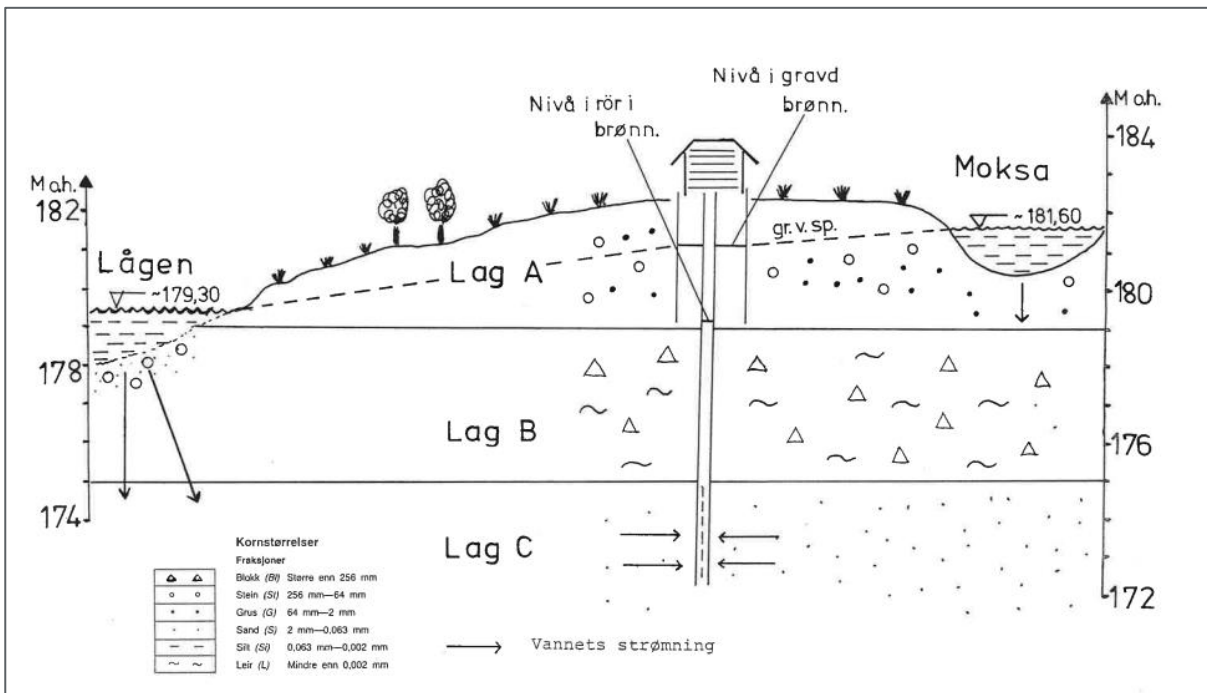 Nivå i gravd
brønn.
Nivå i rör i
brønn.
M o.h.
184
Moksa
M o.h.
182
~181,60
gr. v. sp.
Lågen
Lag A
~179,30
180
178
Lag B
176
174
Lag C
172
Kornstørrelser
Fraksjoner
Blokk (Bl) Større enn 256 mm
Stein (St) 256 mm—64 mm
Grus (G) 64 mm—2 mm
Sand (S) 2 mm—0,063 mm
Silt (Si) 0,063 mm—0,002 mm
Leir (L) Mindre enn 0,002 mm
Vannets strømning